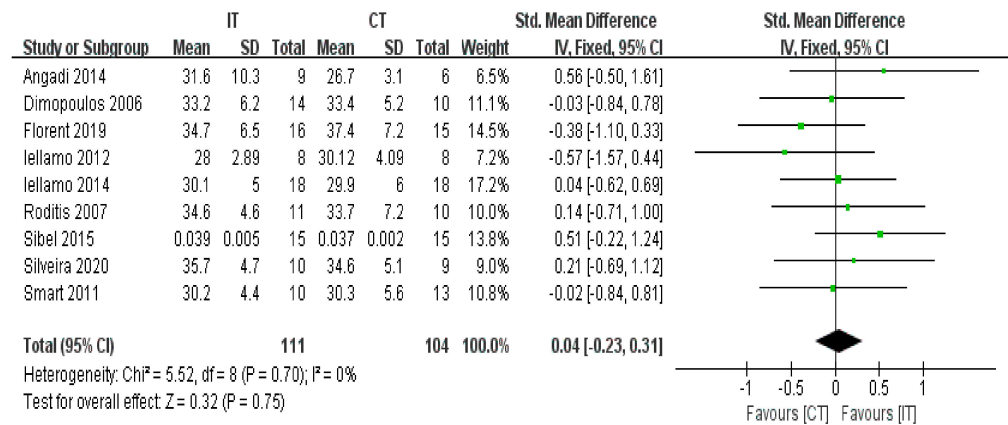 IT CT Std. Mean Difference Std. Mean Difference
Study or Subgroup Mean SD Total Mean SD Total Weight IV, Fixed, 95% CI IV, Fixed, 95% CI
Angadi 2014 31.6 10.3 9 26.7 3.1 6 6.5% 0.56 [-0.50, 1.61]
Dimopoulos 2006 33.2 6.2 14 33.4 5.2 10 11.1% -0.03 [-0.84, 0.78]
Florent 2019 34.7 6.5 16 37.4 7.2 15 14.5% -0.38 [-1.10, 0.33]
Iellamo 2012 28 2.89 8 30.12 4.09 8 7.2% -0.57 [-1.57, 0.44]
Iellamo 2014 30.1 5 18 29.9 6 18 17.2% 0.04 [-0.62, 0.69]
Roditis 2007 34.6 4.6 11 33.7 7.2 10 10.0% 0.14 [-0.71, 1.00]
Sibel 2015 0.039 0.005 15 0.037 0.002 15 13.8% 0.51 [-0.22, 1.24]
Silveira 2020 35.7 4.7 10 34.6 5.1 9 9.0% 0.21 [-0.69, 1.12]
Smart 2011 30.2 4.4 10 30.3 5.6 13 10.8% -0.02 [-0.84, 0.81]
Total (95% CI) 111 104 100.0% 0.04 [-0.23, 0.31]
Heterogeneity: Chi² = 5.52, df = 8 (P = 0.70); I² = 0%
Test for overall effect: Z = 0.32 (P = 0.75)
-1 -0.5 0 0.5 1
Favours [CT] Favours [IT]